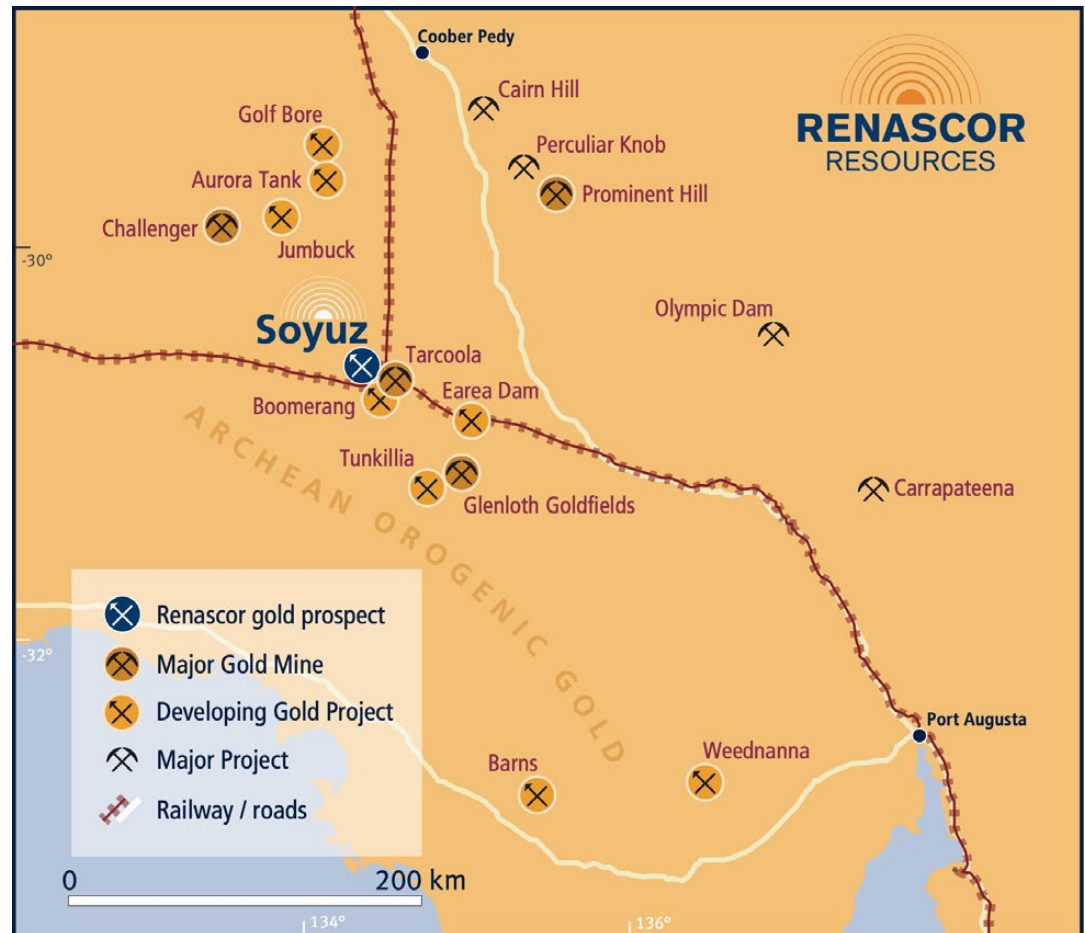 Coober Pedy
Cairn Hill
RENASCOR
RESOURCES
Golf Bore
Perculiar Knob
Aurora Tank
Prominent Hill
Challenger
Jumbuck
-30°
Olympic Dam
Soyuz
Tarcoola
Earea Dam
Boomerang
Tunkillia
Glenloth Goldfields
Carrapateena
ARCHEAN OROGENIC GOLD
Renascor gold prospect
-32°
Major Gold Mine
Developing Gold Project
Major Project
Railway / roads
Port Augusta
Weednanna
Barns
0 200 km
134° 136°